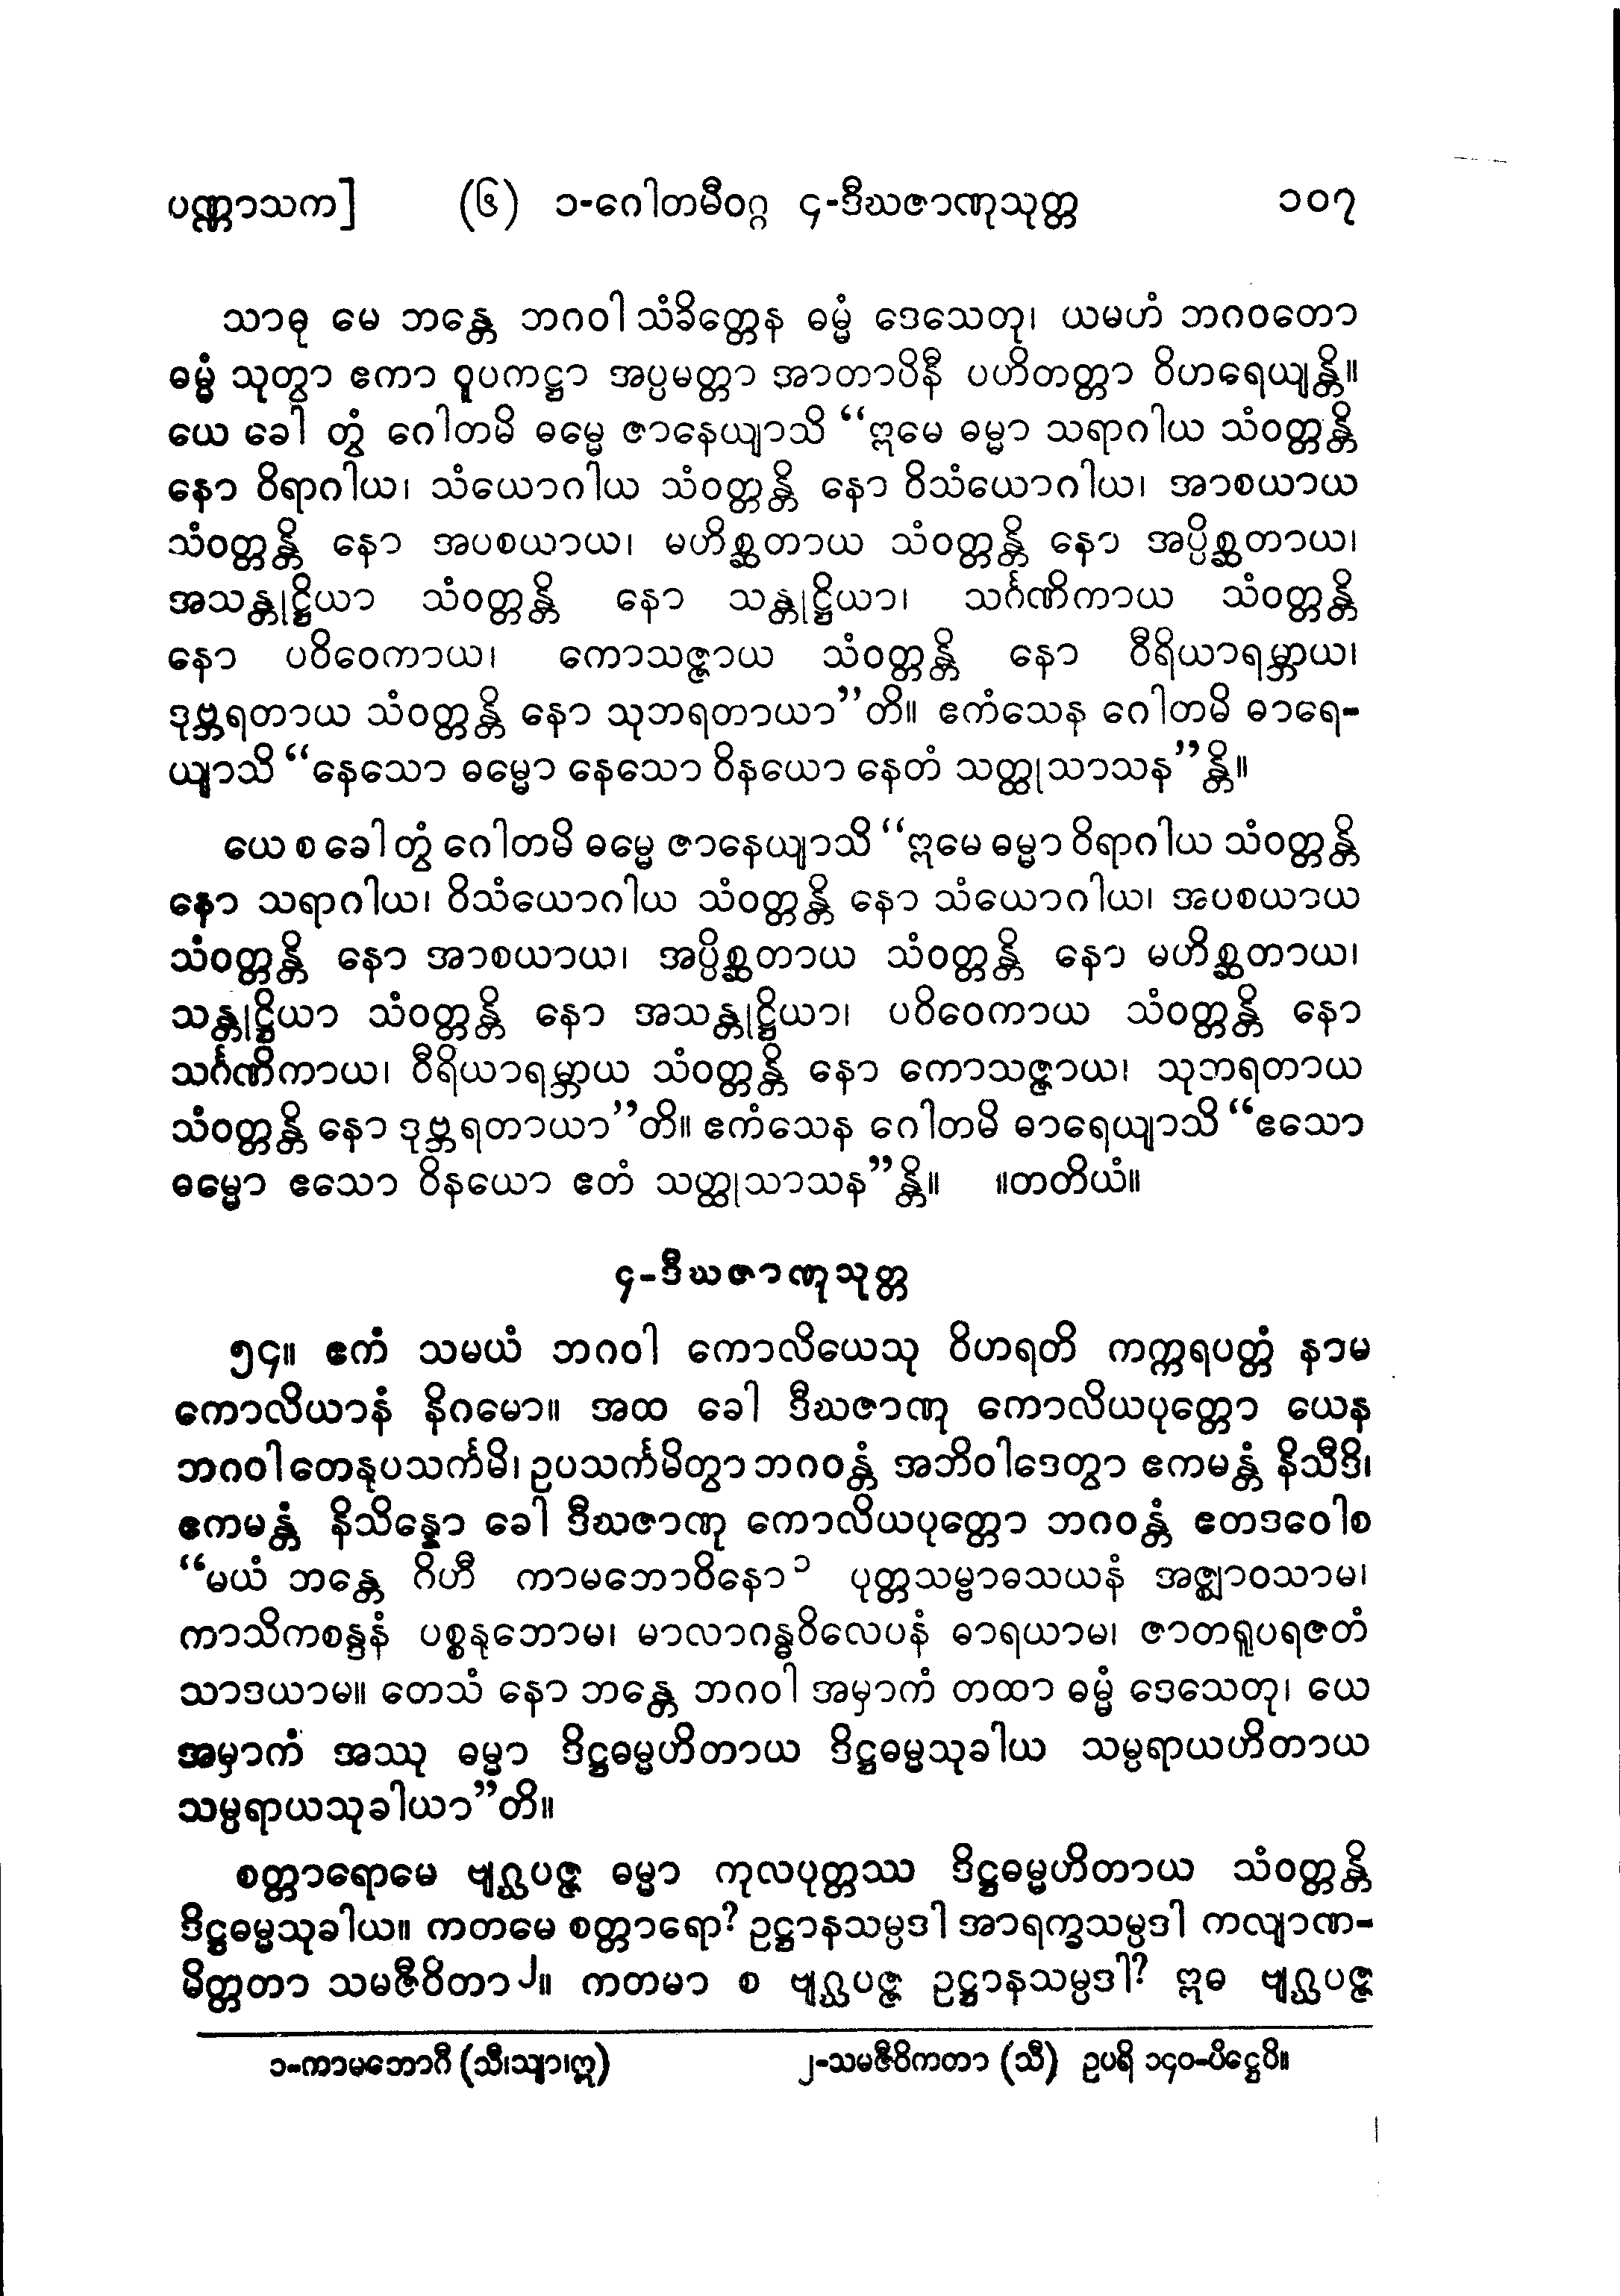 ပဏ္ဏာသက] (၆) ၁-ဂေါတမီဝဂ္ဂ ၄-ဒီဃဇာဏုသုတ္တ ၁၀၇
သာဓု မေ ဘန္တေ ဘဂဝါ သံခိတ္တေန ဓမ္မံ ဒေသေတု၊ ယမဟံ ဘဂဝတော
ဓမ္မံ သုတွာ ဧကာ ဝူပကဋ္ဌာ အပ္ပမတ္တာ အာတာပိနီ ပဟိတတ္တာ ဝိဟရေယျန္တိ။
ယေ ခေါ တွံ ဂေါတမိ ဓမ္မေ ဇာနေယျာသိ “ဣမေ ဓမ္မာ သရာဂါယ သံဝတ္တန္တိ
နော ဝိရာဂါယ၊ သံယောဂါယ သံဝတ္တန္တိ နော ဝိသံယောဂါယ၊ အာစယာယ
သံဝတ္တန္တိ နော အပစယာယ၊ မဟိစ္ဆတာယ သံဝတ္တန္တိ နော အပ္ပိစ္ဆတာယ၊
အသန္တုဋ္ဌိယာ သံဝတ္တန္တိ နော သန္တုဋ္ဌိယာ၊ သင်္ဂဏိကာယ သံဝတ္တန္တိ
နော ပဝိဝေကာယ၊ ကောသဇ္ဇာယ သံဝတ္တန္တိ နော ဝီရိယာရမ္ဘာယ၊
ဒုဗ္ဘရတာယ သံဝတ္တန္တိ နော သုဘရတာယာ”တိ။ ဧကံသေန ဂေါတမိ ဓာရေ-
ယျာသိ “နေသော ဓမ္မော နေသော ဝိနယော နေတံ သတ္ထုသာသန”န္တိ။
ယေ စ ခေါ တွံ ဂေါတမိ ဓမ္မေ ဇာနေယျာသိ “ဣမေ ဓမ္မာ ဝိရာဂါယ သံဝတ္တန္တိ
နော သရာဂါယ၊ ဝိသံယောဂါယ သံဝတ္တန္တိ နော သံယောဂါယ၊ အပစယာယ
သံဝတ္တန္တိ နော အာစယာယ၊ အပ္ပိစ္ဆတာယ သံဝတ္တန္တိ နော မဟိစ္ဆတာယ၊
သန္တုဋ္ဌိယာ သံဝတ္တန္တိ နော အသန္တုဋ္ဌိယာ၊ ပဝိဝေကာယ သံဝတ္တန္တိ နော
သင်္ဂဏိကာယ၊ ဝီရိယာရမ္ဘာယ သံဝတ္တန္တိ နော ကောသဇ္ဇာယ၊ သုဘရတာယ
သံဝတ္တန္တိ နော ဒုဗ္ဘရတာယာ”တိ။ ဧကံသေန ဂေါတမိ ဓာရေယျာသိ “ဧသော
ဓမ္မော ဧသော ဝိနယော ဧတံ သတ္ထုသာသန”န္တိ။ ။တတိယံ။
၄-ဒီဃဇာဏုသုတ္တ
၅၄။ ဧကံ သမယံ ဘဂဝါ ကောလိယေသု ဝိဟရတိ ကက္ကရပတ္တံ နာမ
ကောလိယာနံ နိဂမော။ အထ ခေါ ဒီဃဇာဏု ကောလိယပုတ္တော ယေန
ဘဂဝါ တေနုပသင်္ကမိ၊ ဥပသင်္ကမိတွာ ဘဂဝန္တံ အဘိဝါဒေတွာ ဧကမန္တံ နိသီဒိ၊
ဧကမန္တံ နိသိန္နော ခေါ ဒီဃဇာဏု ကောလိယပုတ္တော ဘဂဝန္တံ ဧတဒဝေါစ
“မယံ ဘန္တေ ဂိဟီ ကာမဘောဝိနော၁ ပုတ္တသမ္ဗာဓသယနံ အဇ္ဈာဝသာမ၊
ကာသိကစန္ဒနံ ပစ္စနုဘောမ၊ မာလာဂန္ဓဝိလေပနံ ဓာရယာမ၊ ဇာတရူပရဇတံ
သာဒယာမ။ တေသံ နော ဘန္တေ ဘဂဝါ အမှာကံ တထာ ဓမ္မံ ဒေသေတု၊ ယေ
အမှာကံ အဿု ဓမ္မာ ဒိဋ္ဌဓမ္မဟိတာယ ဒိဋ္ဌဓမ္မသုခါယ သမ္ပရာယဟိတာယ
သမ္ပရာယသုခါယာ”တိ။
စတ္တာရောမေ ဗျဂ္ဃပဇ္ဇ ဓမ္မာ ကုလပုတ္တဿ ဒိဋ္ဌဓမ္မဟိတာယ သံဝတ္တန္တိ
ဒိဋ္ဌဓမ္မသုခါယ။ ကတမေ စတ္တာရော? ဥဋ္ဌာနသမ္ပဒါ အာရက္ခသမ္ပဒါ ကလျာဏ-
မိတ္တတာ သမဇီဝိတာ၂။ ကတမာ စ ဗျဂ္ဃပဇ္ဇ ဥဋ္ဌာနသမ္ပဒါ? ဣဓ ဗျဂ္ဃပဇ္ဇ
၁-ကာမဘောဂီ (သီ၊သျာ၊ဣ) ၂-သမဇီဝိကတာ (သီ) ဥပရိ ၁၄၀-ပိဋ္ဌေပိ။